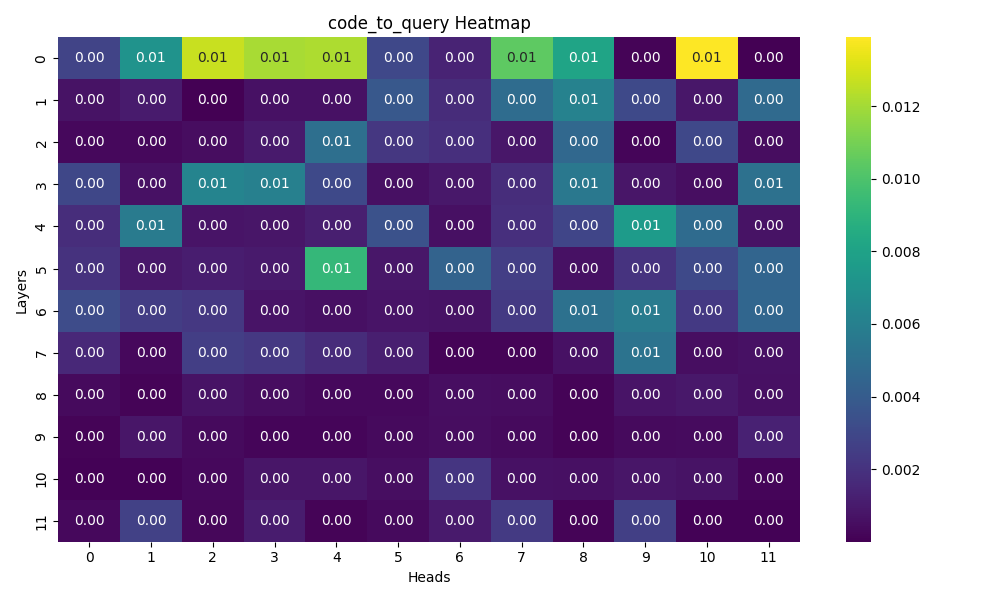 code_to_query Heatmap
0 0.00 0.01 0.01 0.01 0.01 0.00 0.00 0.01 0.01 0.00 0.01 0.00
1 0.00 0.00 0.00 0.00 0.00 0.00 0.00 0.00 0.01 0.00 0.00 0.00
2 0.00 0.00 0.00 0.00 0.01 0.00 0.00 0.00 0.00 0.00 0.00 0.00
3 0.00 0.00 0.01 0.01 0.00 0.00 0.00 0.00 0.01 0.00 0.00 0.01
4 0.00 0.01 0.00 0.00 0.00 0.00 0.00 0.00 0.00 0.01 0.00 0.00
5 0.00 0.00 0.00 0.00 0.01 0.00 0.00 0.00 0.00 0.00 0.00 0.00
6 0.00 0.00 0.00 0.00 0.00 0.00 0.00 0.00 0.01 0.01 0.00 0.00
7 0.00 0.00 0.00 0.00 0.00 0.00 0.00 0.00 0.00 0.01 0.00 0.00
8 0.00 0.00 0.00 0.00 0.00 0.00 0.00 0.00 0.00 0.00 0.00 0.00
9 0.00 0.00 0.00 0.00 0.00 0.00 0.00 0.00 0.00 0.00 0.00 0.00
10 0.00 0.00 0.00 0.00 0.00 0.00 0.00 0.00 0.00 0.00 0.00 0.00
11 0.00 0.00 0.00 0.00 0.00 0.00 0.00 0.00 0.00 0.00 0.00 0.00
0 1 2 3 4 5 6 7 8 9 10 11
Heads
Layers
0.012
0.010
0.008
0.006
0.004
0.002